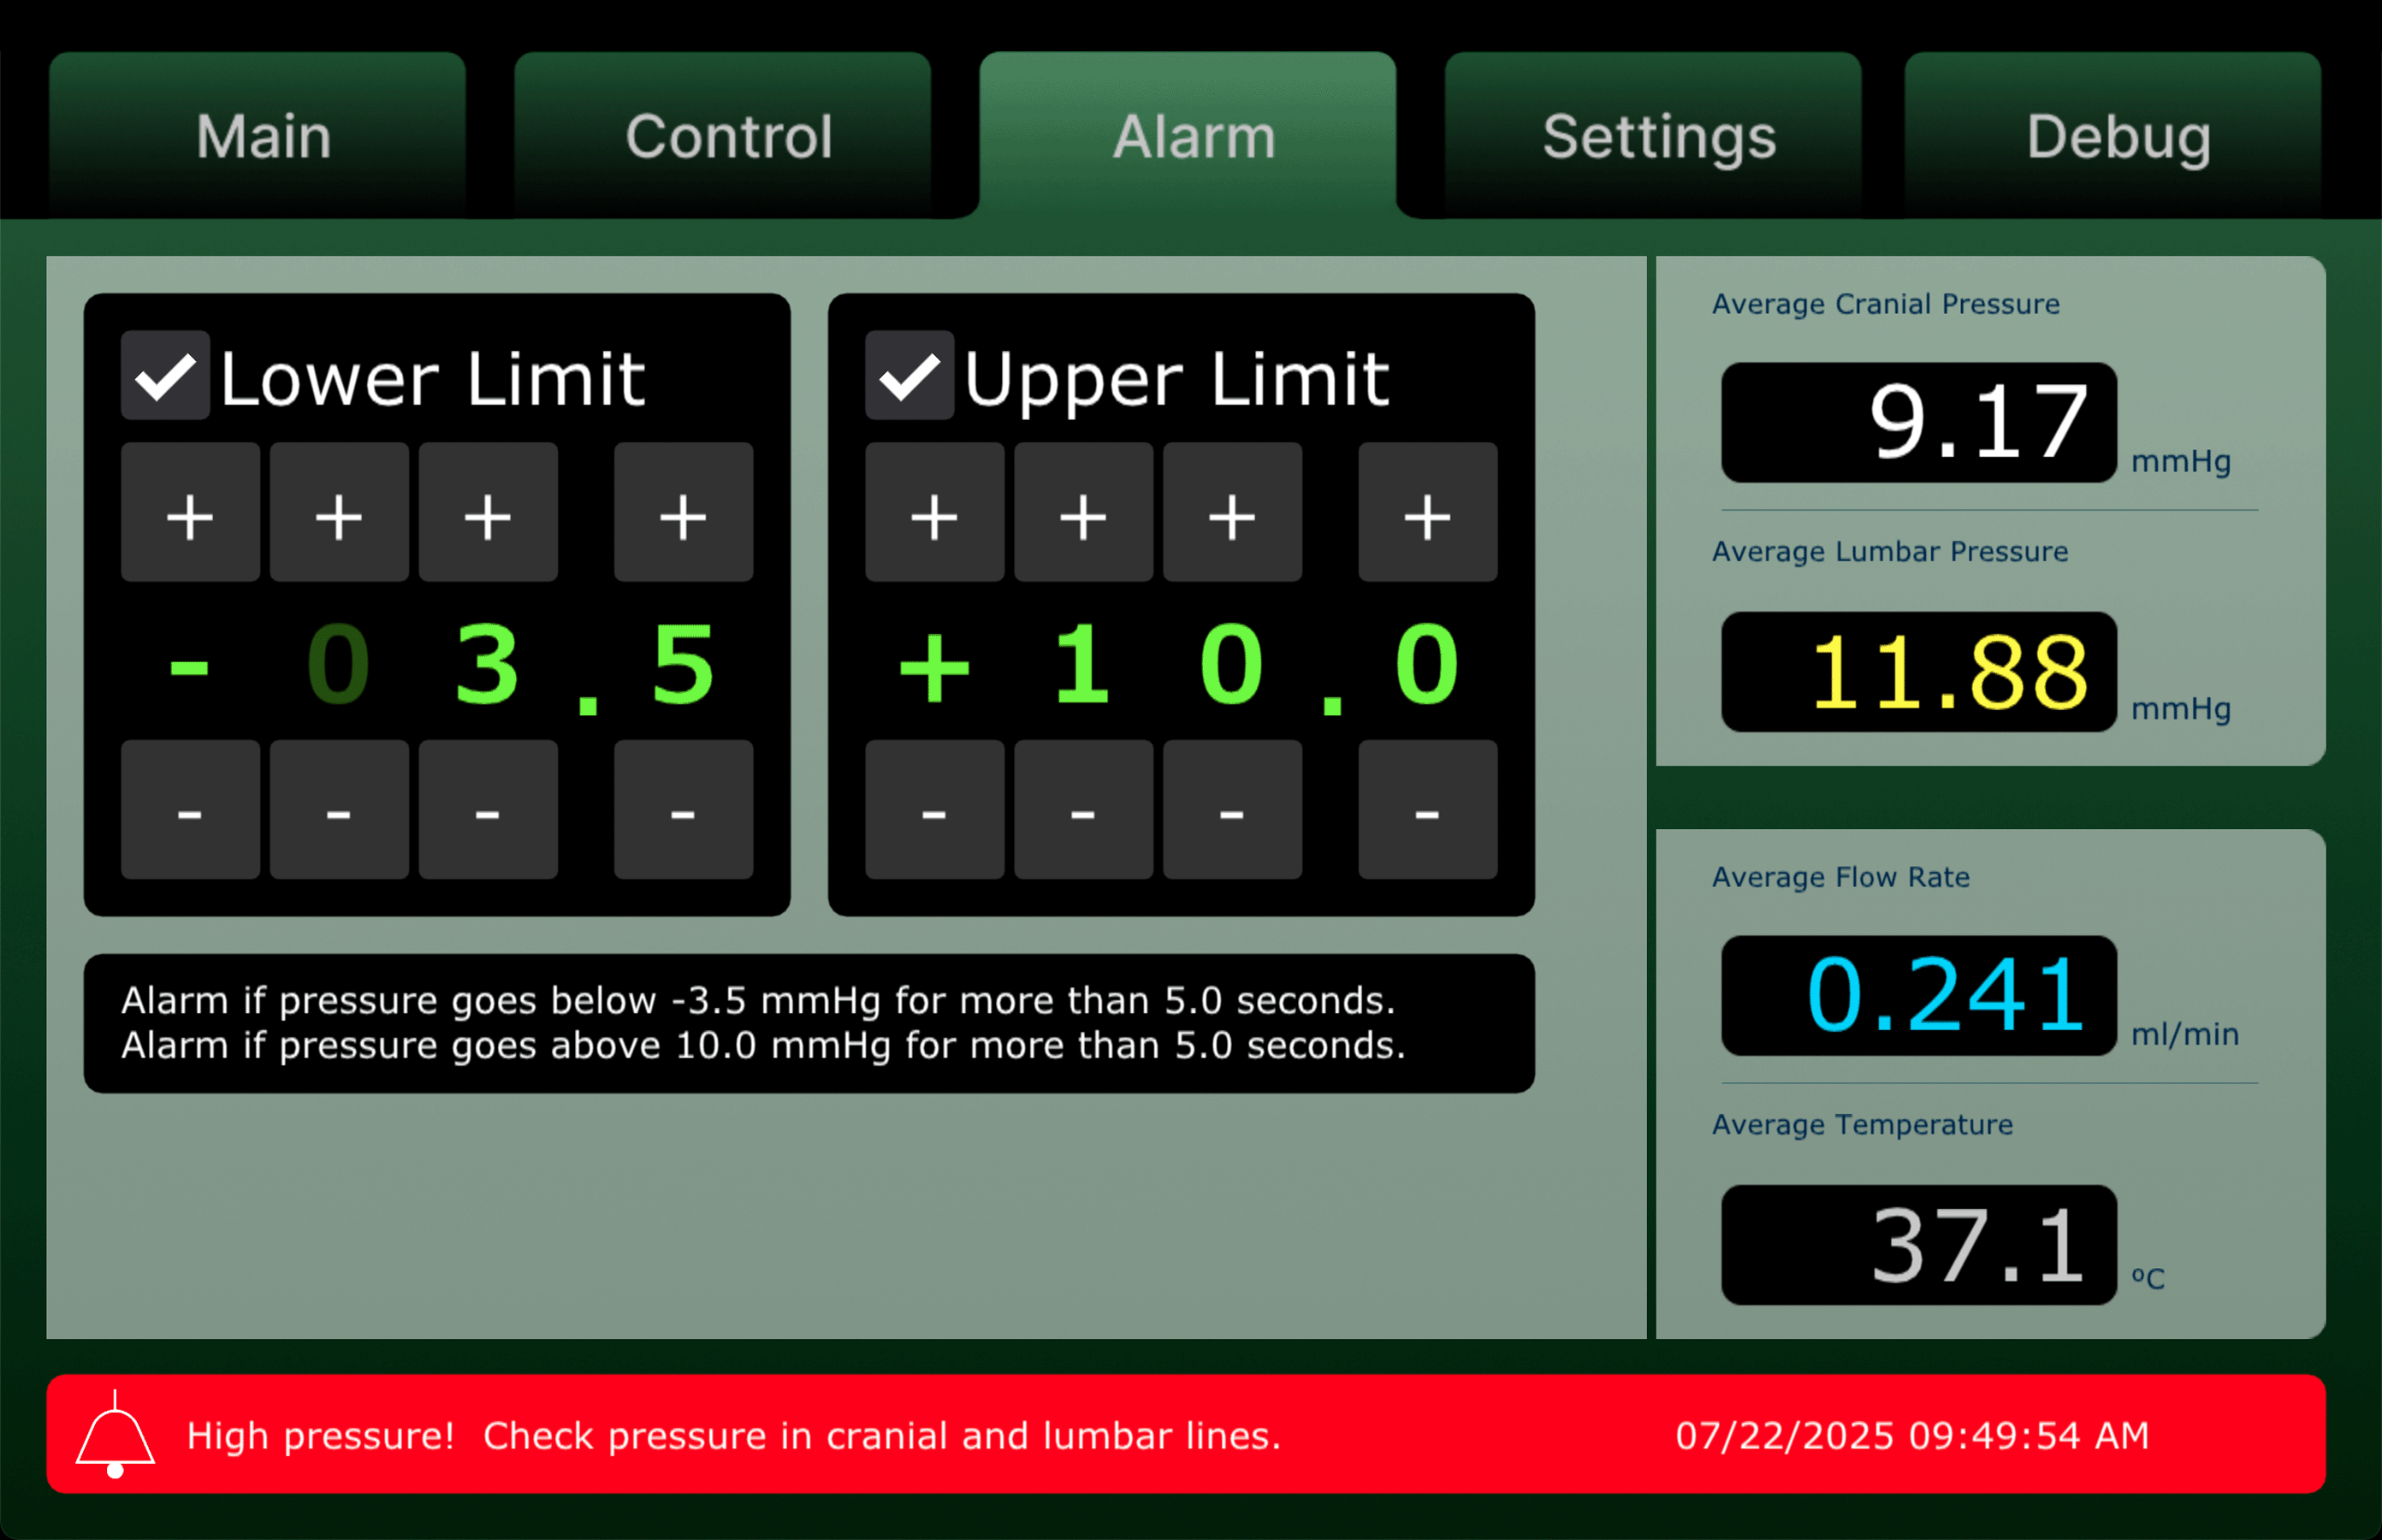 Main Control Alarm Settings Debug
Lower Limit
+ + + +
- 0 3 . 5
- - - -
Upper Limit
+ + + +
+ 1 0 . 0
- - - -
Alarm if pressure goes below -3.5 mmHg for more than 5.0 seconds.
Alarm if pressure goes above 10.0 mmHg for more than 5.0 seconds.
Average Cranial Pressure
9.17 mmHg
Average Lumbar Pressure
11.88 mmHg
Average Flow Rate
0.241 ml/min
Average Temperature
37.1 ºC
High pressure!  Check pressure in cranial and lumbar lines. 07/22/2025 09:49:54 AM